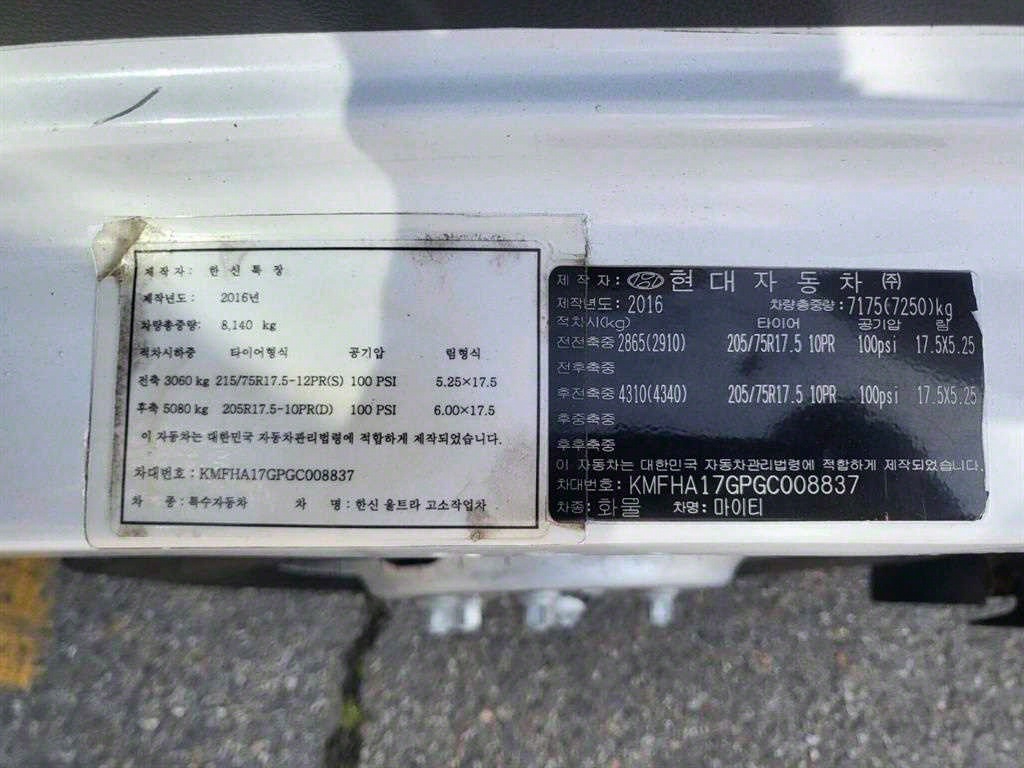 제작자: 한신특장
제작년도: 2016년
차량총중량: 8,140 kg
적차시하중 타이어형식 공기압 림형식
전축 3060 kg 215/75R17.5-12PR(S) 100 PSI 5.25×17.5
후축 5080 kg 205R17.5-10PR(D) 100 PSI 6.00×17.5
이 자동차는 대한민국 자동차관리법령에 적합하게 제작되었습니다.
차대번호: KMFHA17GPGC008837
차 종: 특수자동차 차 명: 한신 울트라 고소작업차
제작자: 현대자동차㈜
제작년도: 2016 차량총중량: 7175(7250)kg
적차시(kg) 타이어 공기압 림
전전축중 2865(2910) 205/75R17.5 10PR 100psi 17.5X5.25
전후축중
후전축중 4310(4340) 205/75R17.5 10PR 100psi 17.5X5.25
후중축중
후후축중
이 자동차는 대한민국 자동차관리법령에 적합하게 제작되었습니다.
차대번호: KMFHA17GPGC008837
차종: 화물 차명: 마이티